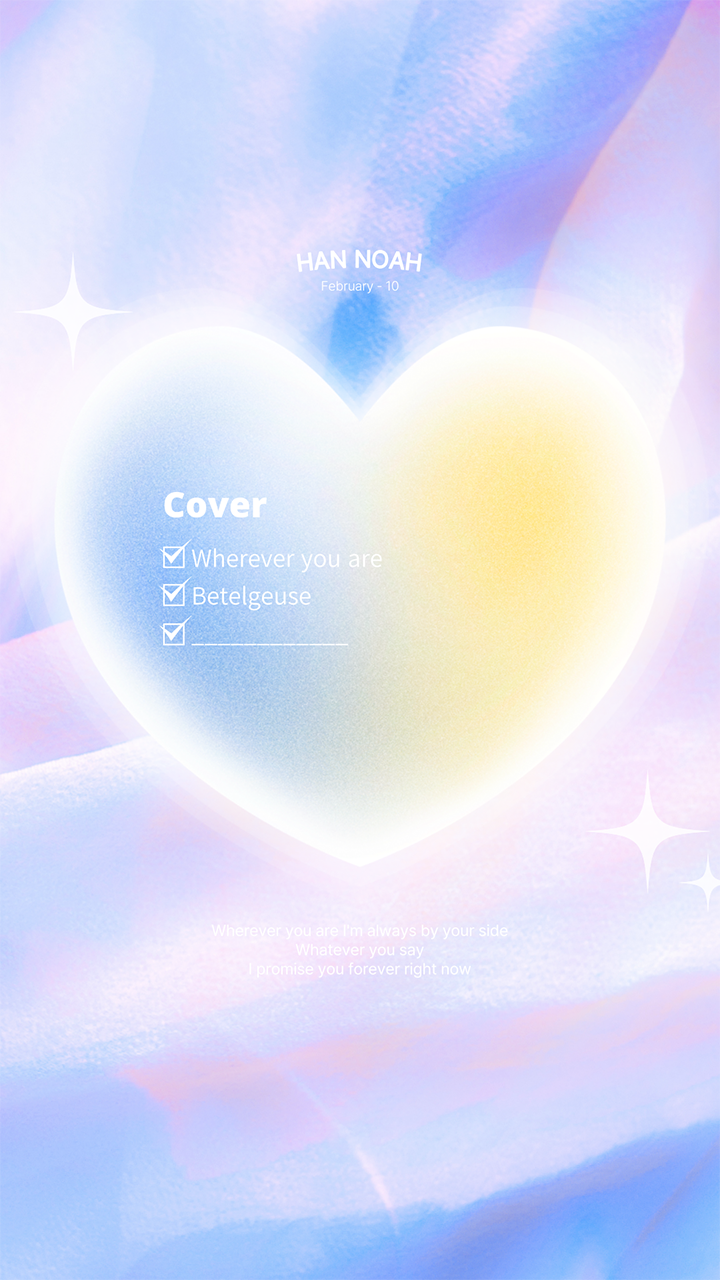 HAN NOAH
February - 10
Cover
☑ Wherever you are
☑ Betelgeuse
☑ ____________
Wherever you are I'm always by your side
Whatever you say
I promise you forever right now